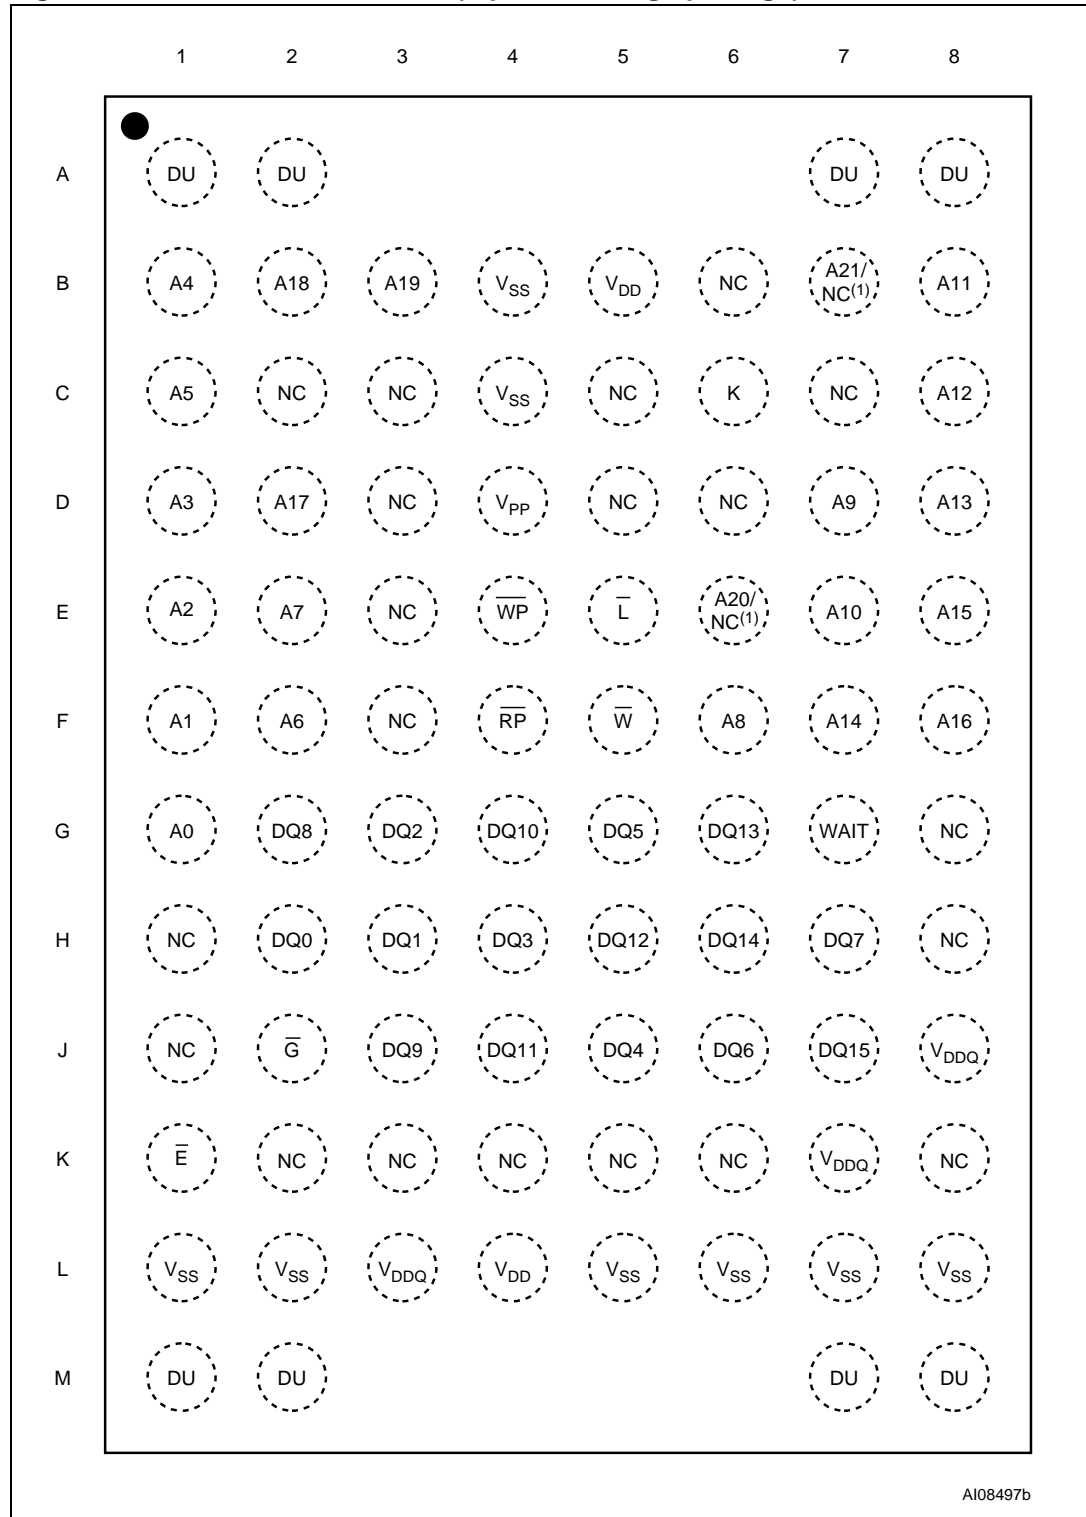 1 2 3 4 5 6 7 8
A DU DU DU DU
B A4 A18 A19 VSS VDD NC A21/NC(1) A11
C A5 NC NC VSS NC K NC A12
D A3 A17 NC VPP NC NC A9 A13
E A2 A7 NC W̅P̅ L̅ A20/NC(1) A10 A15
F A1 A6 NC R̅P̅ W̅ A8 A14 A16
G A0 DQ8 DQ2 DQ10 DQ5 DQ13 WAIT NC
H NC DQ0 DQ1 DQ3 DQ12 DQ14 DQ7 NC
J NC G̅ DQ9 DQ11 DQ4 DQ6 DQ15 VDDQ
K E̅ NC NC NC NC NC VDDQ NC
L VSS VSS VDDQ VDD VSS VSS VSS VSS
M DU DU DU DU
AI08497b